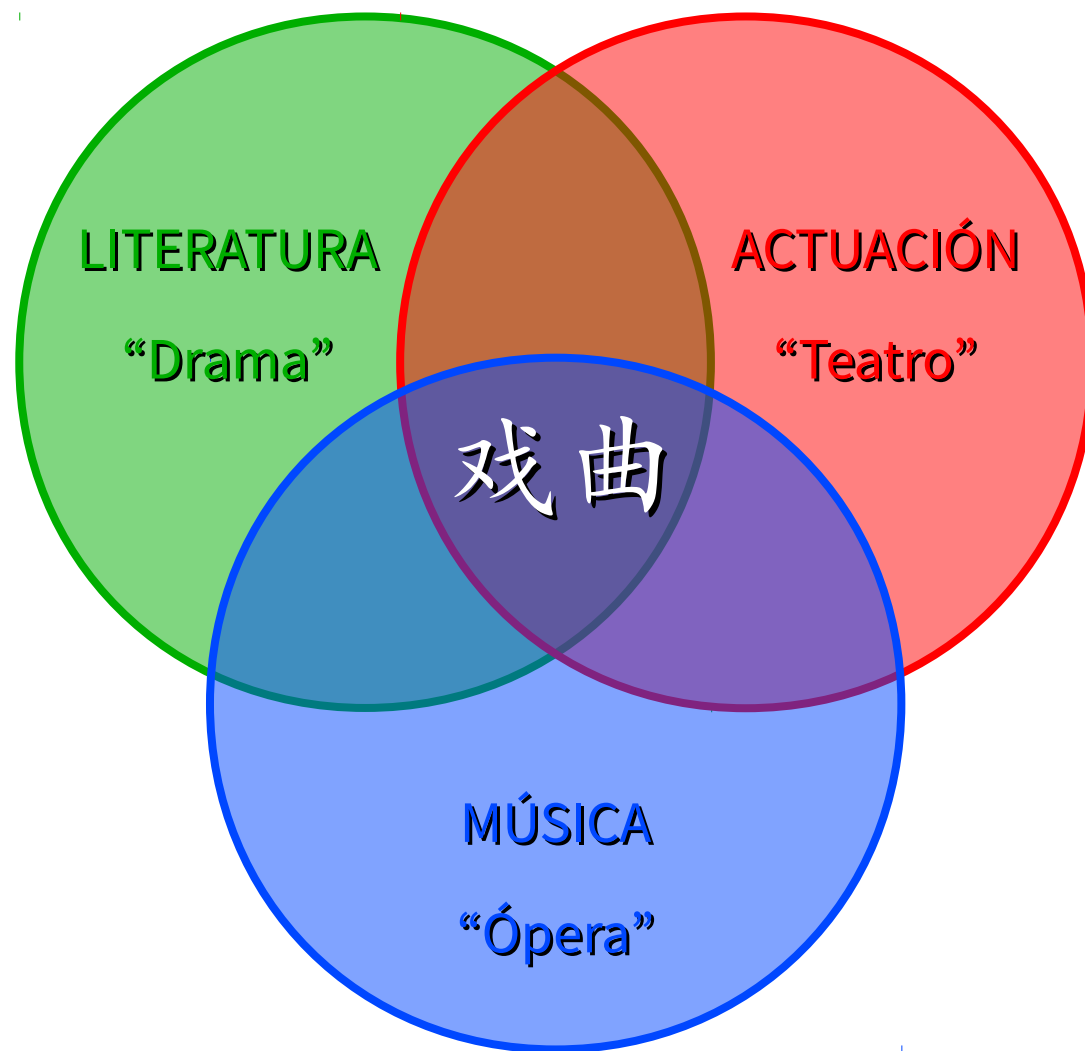 LITERATURA
“Drama”
ACTUACIÓN
“Teatro”
戏曲
MÚSICA
“Ópera”